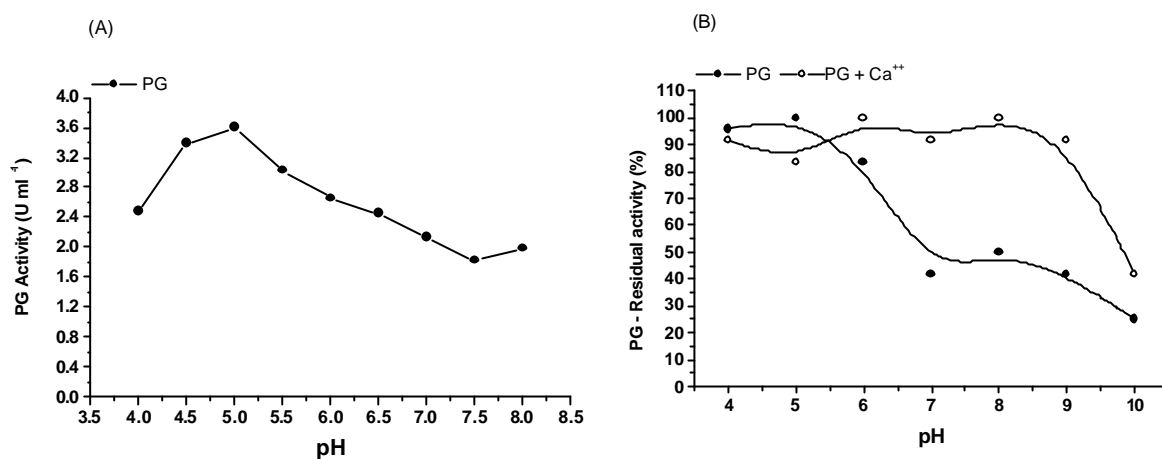 (A)
PG
PG Activity (U ml⁻¹)
4.0
3.6
3.2
2.8
2.4
2.0
1.6
1.2
0.8
0.4
0.0
3.5 4.0 4.5 5.0 5.5 6.0 6.5 7.0 7.5 8.0 8.5
pH
(B)
PG PG + Ca⁺⁺
PG - Residual activity (%)
110
100
90
80
70
60
50
40
30
20
10
0
4 5 6 7 8 9 10
pH